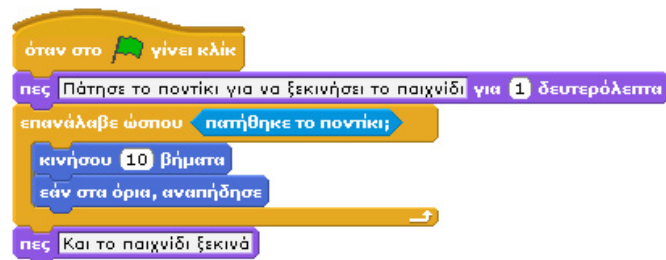 όταν στο γίνει κλίκ
πες Πάτησε το ποντίκι για να ξεκινήσει το παιχνίδι για 1 δευτερόλεπτα
επανάλαβε ώσπου πατήθηκε το ποντίκι;
κινήσου 10 βήματα
εάν στα όρια, αναπήδησε
πες Και το παιχνίδι ξεκινά